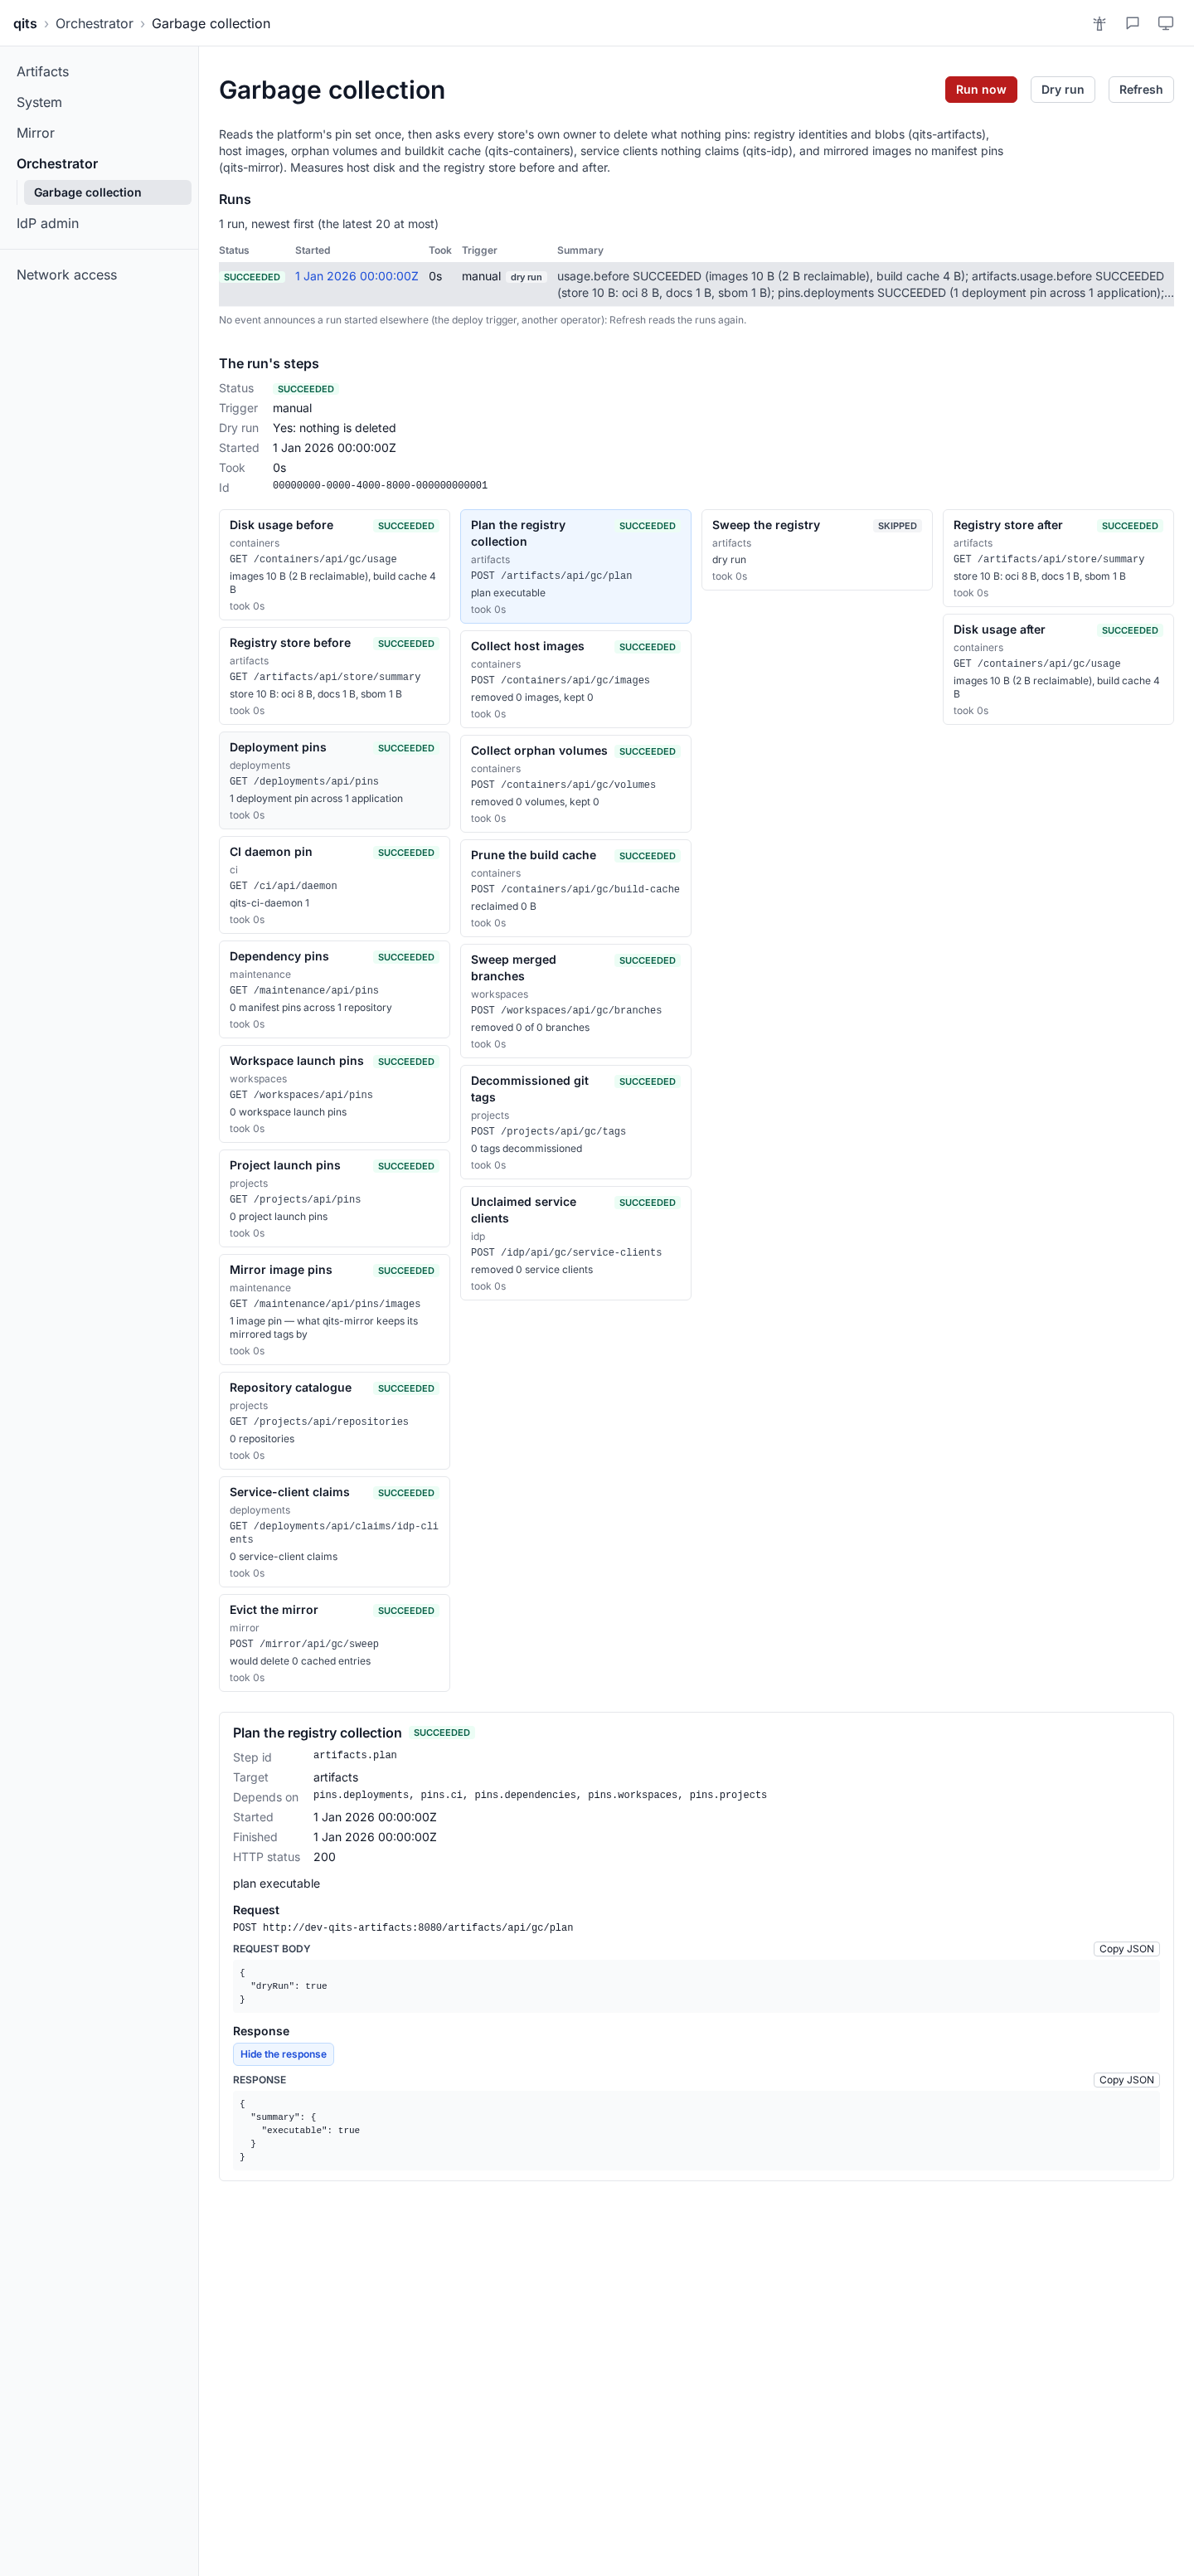 qits › Orchestrator › Garbage collection
Artifacts
System
Mirror
Orchestrator
Garbage collection
IdP admin
Network access
Garbage collection
Run now
Dry run
Refresh
Reads the platform's pin set once, then asks every store's own owner to delete what nothing pins: registry identities and blobs (qits-artifacts),
host images, orphan volumes and buildkit cache (qits-containers), service clients nothing claims (qits-idp), and mirrored images no manifest pins
(qits-mirror). Measures host disk and the registry store before and after.
Runs
1 run, newest first (the latest 20 at most)
Status Started Took Trigger Summary
SUCCEEDED 1 Jan 2026 00:00:00Z 0s manual dry run usage.before SUCCEEDED (images 10 B (2 B reclaimable), build cache 4 B); artifacts.usage.before SUCCEEDED
(store 10 B: oci 8 B, docs 1 B, sbom 1 B); pins.deployments SUCCEEDED (1 deployment pin across 1 application);...
No event announces a run started elsewhere (the deploy trigger, another operator): Refresh reads the runs again.
The run's steps
Status SUCCEEDED
Trigger manual
Dry run Yes: nothing is deleted
Started 1 Jan 2026 00:00:00Z
Took 0s
Id 00000000-0000-4000-8000-000000000001
Disk usage before SUCCEEDED
containers
GET /containers/api/gc/usage
images 10 B (2 B reclaimable), build cache 4
B
took 0s
Registry store before SUCCEEDED
artifacts
GET /artifacts/api/store/summary
store 10 B: oci 8 B, docs 1 B, sbom 1 B
took 0s
Deployment pins SUCCEEDED
deployments
GET /deployments/api/pins
1 deployment pin across 1 application
took 0s
CI daemon pin SUCCEEDED
ci
GET /ci/api/daemon
qits-ci-daemon 1
took 0s
Dependency pins SUCCEEDED
maintenance
GET /maintenance/api/pins
0 manifest pins across 1 repository
took 0s
Workspace launch pins SUCCEEDED
workspaces
GET /workspaces/api/pins
0 workspace launch pins
took 0s
Project launch pins SUCCEEDED
projects
GET /projects/api/pins
0 project launch pins
took 0s
Mirror image pins SUCCEEDED
maintenance
GET /maintenance/api/pins/images
1 image pin — what qits-mirror keeps its
mirrored tags by
took 0s
Repository catalogue SUCCEEDED
projects
GET /projects/api/repositories
0 repositories
took 0s
Service-client claims SUCCEEDED
deployments
GET /deployments/api/claims/idp-cli
ents
0 service-client claims
took 0s
Evict the mirror SUCCEEDED
mirror
POST /mirror/api/gc/sweep
would delete 0 cached entries
took 0s
Plan the registry
collection SUCCEEDED
artifacts
POST /artifacts/api/gc/plan
plan executable
took 0s
Collect host images SUCCEEDED
containers
POST /containers/api/gc/images
removed 0 images, kept 0
took 0s
Collect orphan volumes SUCCEEDED
containers
POST /containers/api/gc/volumes
removed 0 volumes, kept 0
took 0s
Prune the build cache SUCCEEDED
containers
POST /containers/api/gc/build-cache
reclaimed 0 B
took 0s
Sweep merged
branches SUCCEEDED
workspaces
POST /workspaces/api/gc/branches
removed 0 of 0 branches
took 0s
Decommissioned git
tags SUCCEEDED
projects
POST /projects/api/gc/tags
0 tags decommissioned
took 0s
Unclaimed service
clients SUCCEEDED
idp
POST /idp/api/gc/service-clients
removed 0 service clients
took 0s
Sweep the registry SKIPPED
artifacts
dry run
took 0s
Registry store after SUCCEEDED
artifacts
GET /artifacts/api/store/summary
store 10 B: oci 8 B, docs 1 B, sbom 1 B
took 0s
Disk usage after SUCCEEDED
containers
GET /containers/api/gc/usage
images 10 B (2 B reclaimable), build cache 4
B
took 0s
Plan the registry collection SUCCEEDED
Step id artifacts.plan
Target artifacts
Depends on pins.deployments, pins.ci, pins.dependencies, pins.workspaces, pins.projects
Started 1 Jan 2026 00:00:00Z
Finished 1 Jan 2026 00:00:00Z
HTTP status 200
plan executable
Request
POST http://dev-qits-artifacts:8080/artifacts/api/gc/plan
REQUEST BODY Copy JSON
{
"dryRun": true
}
Response
Hide the response
RESPONSE Copy JSON
{
"summary": {
"executable": true
}
}